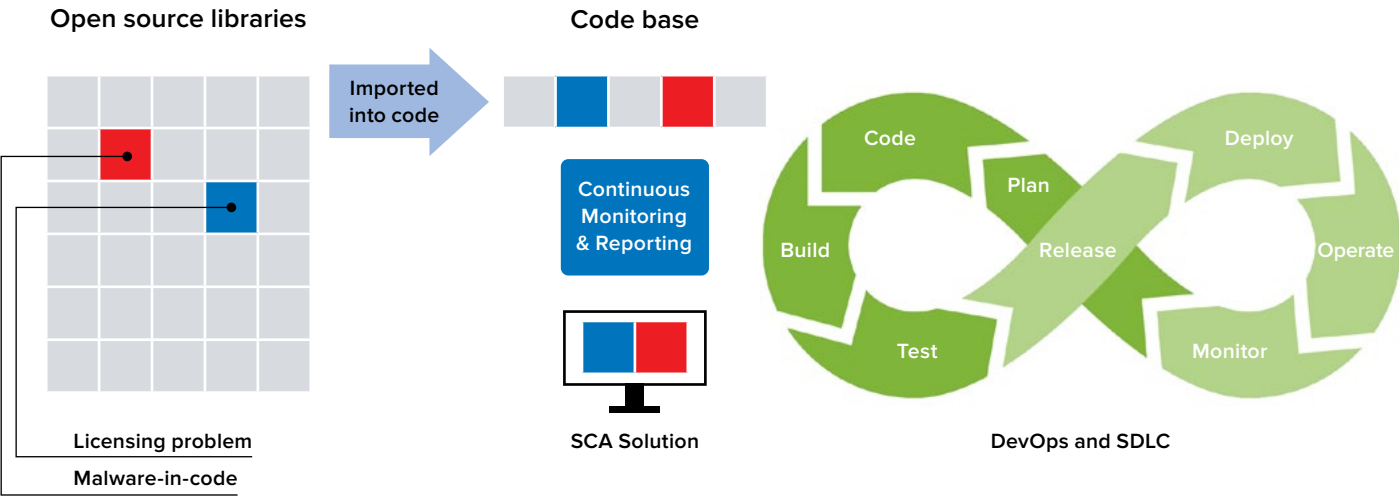 Open source libraries
Code base
Imported
into code
Continuous
Monitoring
& Reporting
SCA Solution
Licensing problem
Malware-in-code
Code
Plan
Build
Test
Release
Deploy
Operate
Monitor
DevOps and SDLC